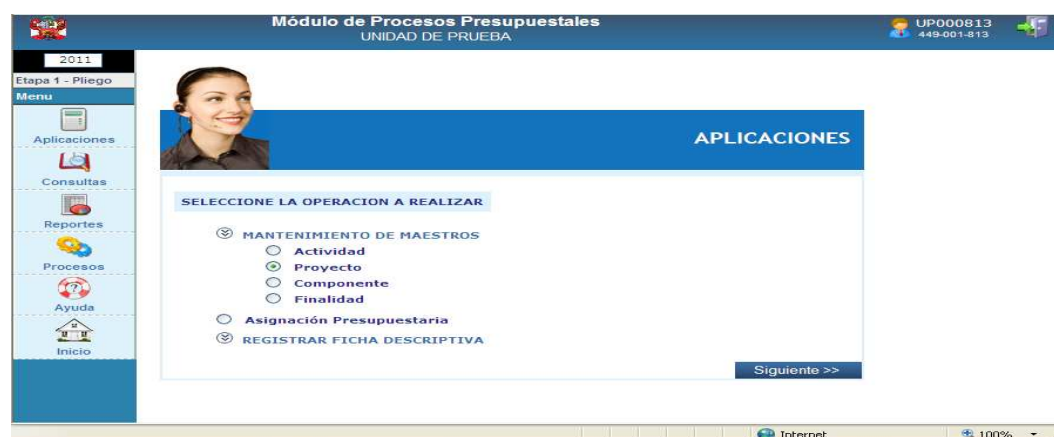 Módulo de Procesos Presupuestales
UNIDAD DE PRUEBA
UP000813
449-001-813
2011
Etapa 1 - Pliego
Menu
Aplicaciones
Consultas
Reportes
Procesos
Ayuda
Inicio
APLICACIONES
SELECCIONE LA OPERACION A REALIZAR
MANTENIMIENTO DE MAESTROS
Actividad
Proyecto
Componente
Finalidad
Asignación Presupuestaria
REGISTRAR FICHA DESCRIPTIVA
Siguiente >>
Internet
100%